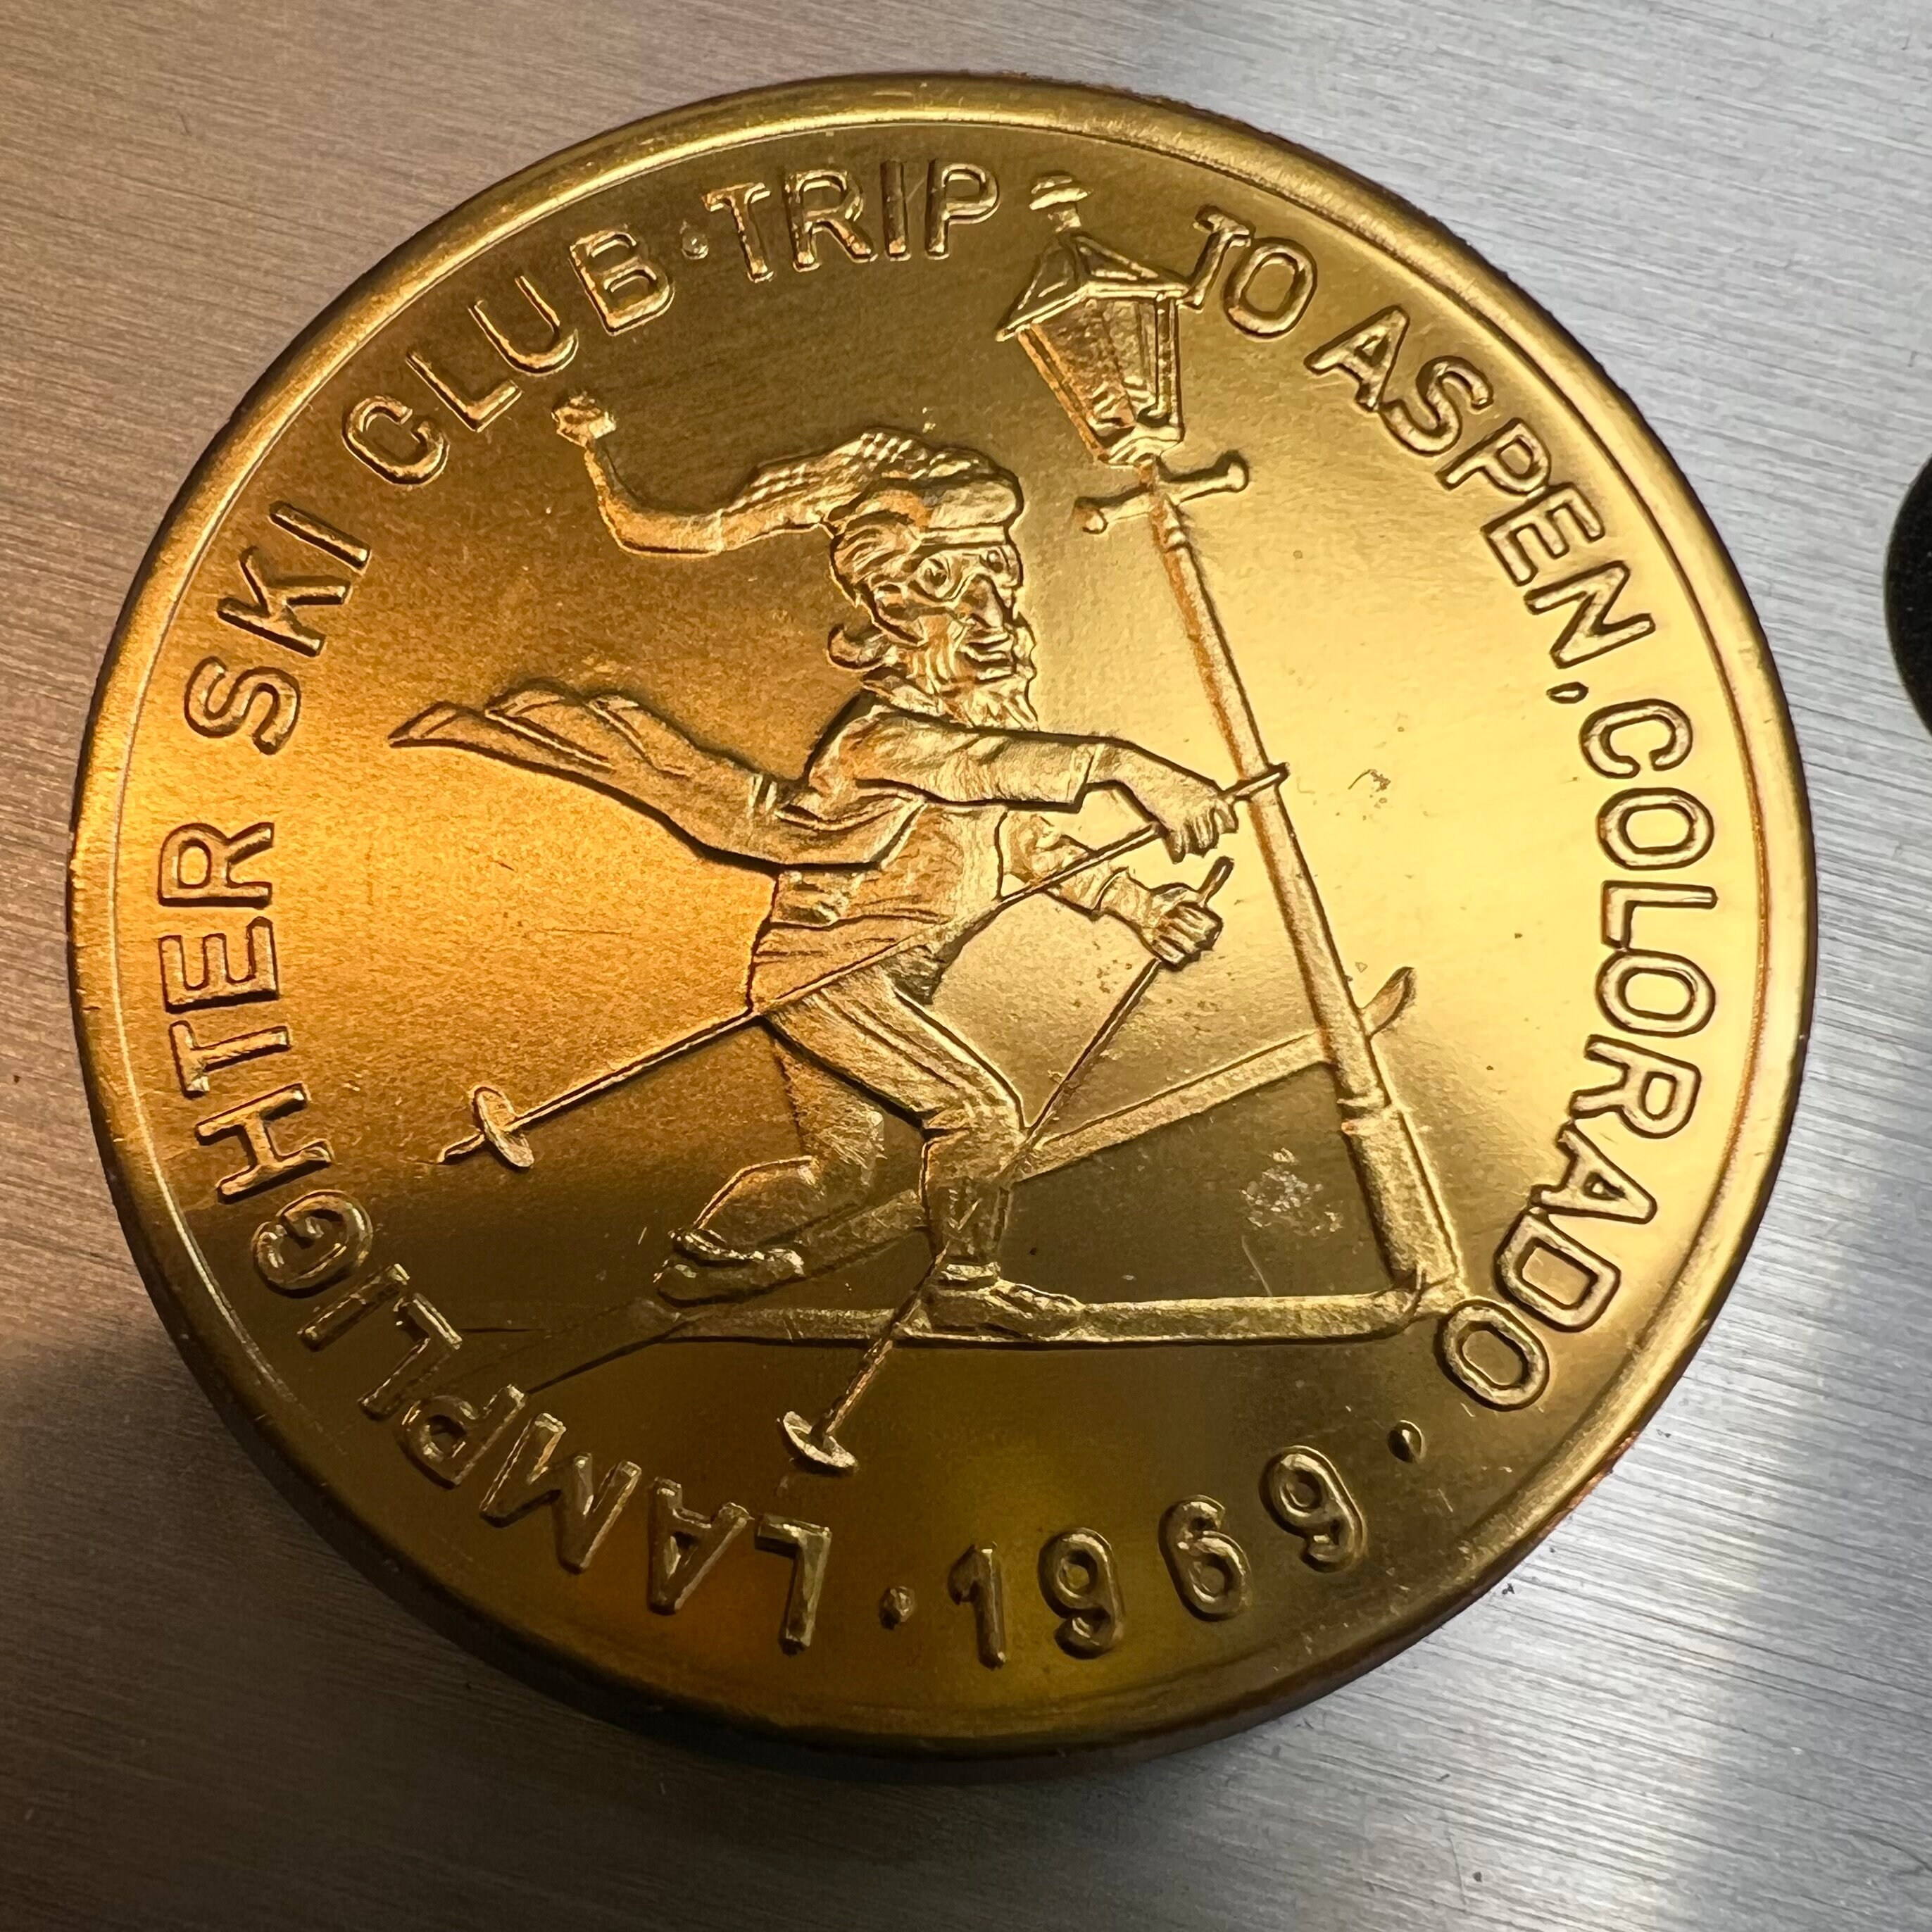 LAMPLIGHTER SKI CLUB · TRIP TO ASPEN, COLORADO · 1969 ·